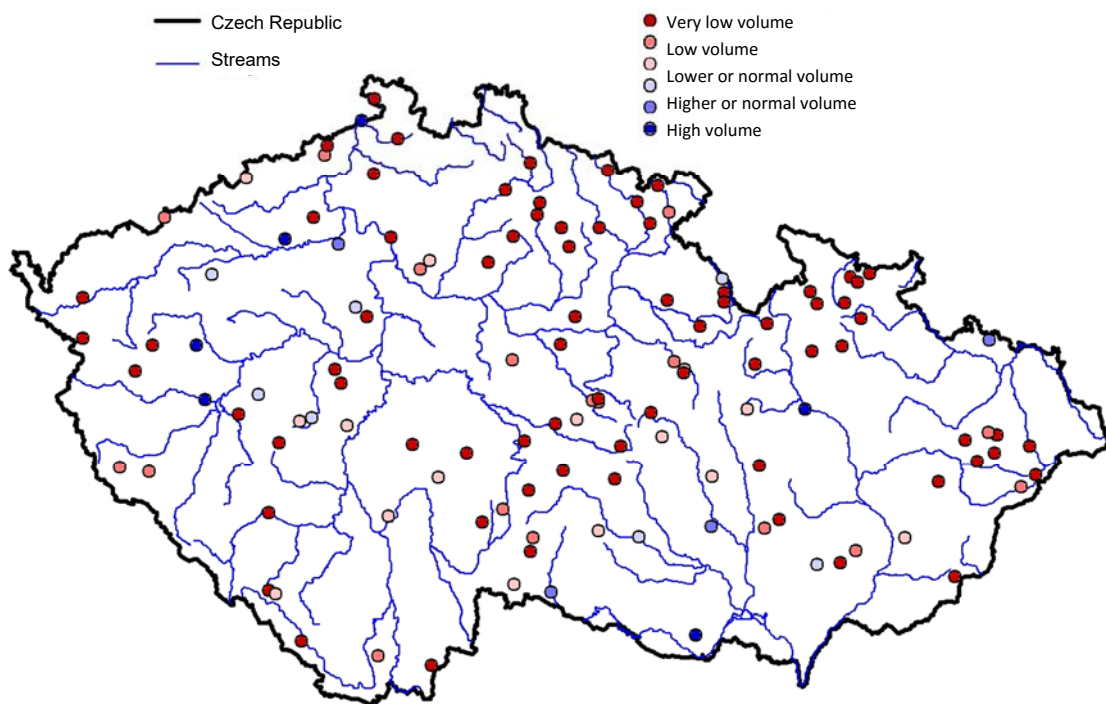 Czech Republic
Streams
Very low volume
Low volume
Lower or normal volume
Higher or normal volume
High volume